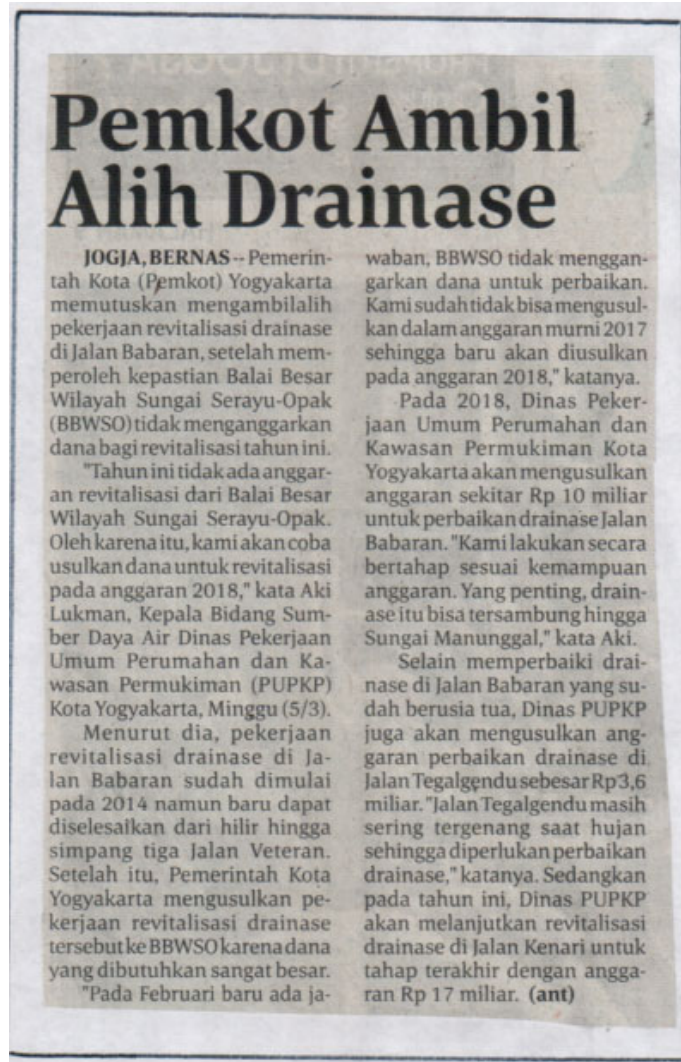 Pemkot Ambil
Alih Drainase
JOGJA, BERNAS -- Pemerin-
tah Kota (Pemkot) Yogyakarta
memutuskan mengambilalih
pekerjaan revitalisasi drainase
di Jalan Babaran, setelah mem-
peroleh kepastian Balai Besar
Wilayah Sungai Serayu-Opak
(BBWSO) tidak menganggarkan
dana bagi revitalisasi tahun ini.
"Tahun ini tidak ada anggar-
an revitalisasi dari Balai Besar
Wilayah Sungai Serayu-Opak.
Oleh karena itu, kami akan coba
usulkan dana untuk revitalisasi
pada anggaran 2018," kata Aki
Lukman, Kepala Bidang Sum-
ber Daya Air Dinas Pekerjaan
Umum Perumahan dan Ka-
wasan Permukiman (PUPKP)
Kota Yogyakarta, Minggu (5/3).
Menurut dia, pekerjaan
revitalisasi drainase di Ja-
lan Babaran sudah dimulai
pada 2014 namun baru dapat
diselesaikan dari hilir hingga
simpang tiga Jalan Veteran.
Setelah itu, Pemerintah Kota
Yogyakarta mengusulkan pe-
kerjaan revitalisasi drainase
tersebut ke BBWSO karena dana
yang dibutuhkan sangat besar.
"Pada Februari baru ada ja-
waban, BBWSO tidak menggan-
garkan dana untuk perbaikan.
Kami sudah tidak bisa mengusul-
kan dalam anggaran murni 2017
sehingga baru akan diusulkan
pada anggaran 2018," katanya.
Pada 2018, Dinas Peker-
jaan Umum Perumahan dan
Kawasan Permukiman Kota
Yogyakarta akan mengusulkan
anggaran sekitar Rp 10 miliar
untuk perbaikan drainase Jalan
Babaran. "Kami lakukan secara
bertahap sesuai kemampuan
anggaran. Yang penting, drain-
ase itu bisa tersambung hingga
Sungai Manunggal," kata Aki.
Selain memperbaiki drai-
nase di Jalan Babaran yang su-
dah berusia tua, Dinas PUPKP
juga akan mengusulkan ang-
garan perbaikan drainase di
Jalan Tegalgendu sebesar Rp3,6
miliar. "Jalan Tegalgendu masih
sering tergenang saat hujan
sehingga diperlukan perbaikan
drainase," katanya. Sedangkan
pada tahun ini, Dinas PUPKP
akan melanjutkan revitalisasi
drainase di Jalan Kenari untuk
tahap terakhir dengan angga-
ran Rp 17 miliar. (ant)